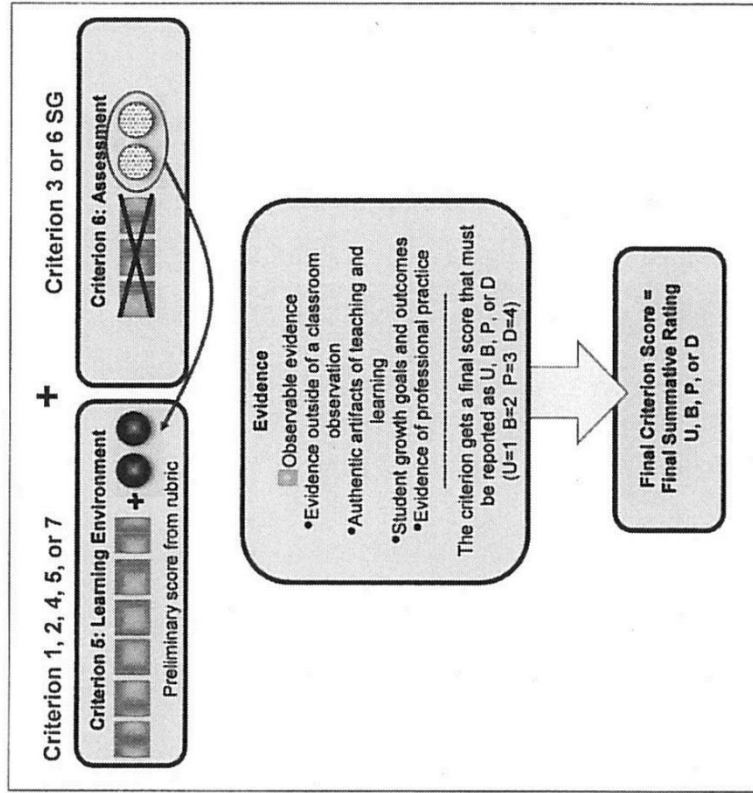 Criterion 1, 2, 4, 5, or 7
+
Criterion 3 or 6 SG
Criterion 5: Learning Environment
+
Preliminary score from rubric
Criterion 6: Assessment
Evidence
Observable evidence
•Evidence outside of a classroom
observation
•Authentic artifacts of teaching and
learning
•Student growth goals and outcomes
•Evidence of professional practice
The criterion gets a final score that must
be reported as U, B, P, or D
(U=1 B=2 P=3 D=4)
Final Criterion Score =
Final Summative Rating
U, B, P, or D